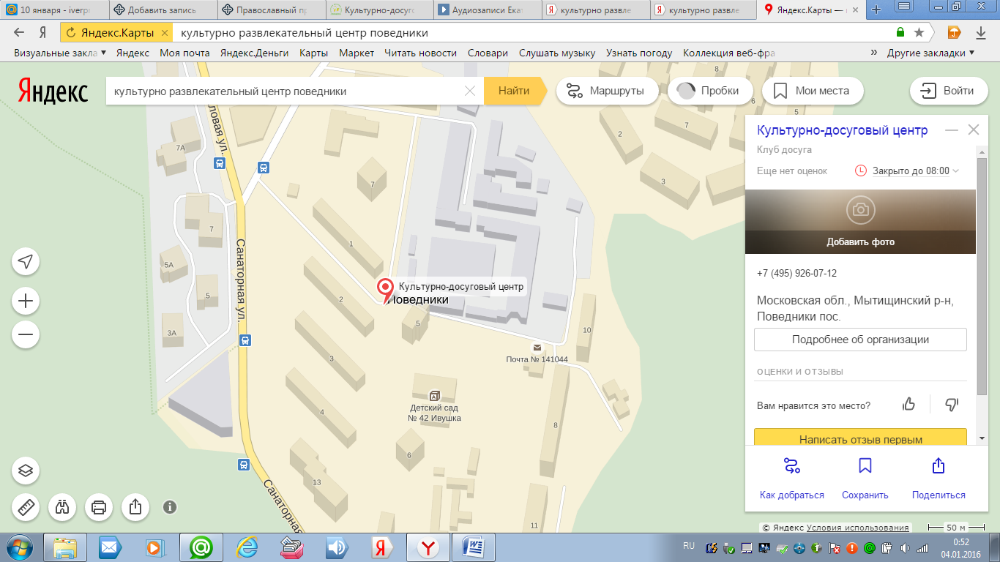 10 января - iverpr
Добавить запись
Православный пр
Культурно-досуго
Аудиозаписи Ека
культурно развле
культурно развле
Яндекс.Карты —
Яндекс.Карты
культурно развлекательный центр поведники
Визуальные закла
Яндекс
Моя почта
Яндекс.Деньги
Карты
Маркет
Читать новости
Словари
Слушать музыку
Узнать погоду
Коллекция веб-фра
Другие закладки
Яндекс
культурно развлекательный центр поведники
Найти
Маршруты
Пробки
Мои места
Войти
Культурно-досуговый центр
Клуб досуга
Еще нет оценок
Закрыто до 08:00
Добавить фото
+7 (495) 926-07-12
Московская обл., Мытищинский р-н,
Поведники пос.
Подробнее об организации
ОЦЕНКИ И ОТЗЫВЫ
Вам нравится это место?
Написать отзыв первым
Как добраться
Сохранить
Поделиться
© Яндекс Условия использования
50 м
ловая ул.
7А
7
5А
5
3А
Санаторная ул.
7
1
2
Культурно-досуговый центр
Поведники
5
3
4
Почта № 141044
10
Детский сад
№ 42 Ивушка
6
8
13
11
Санаторная
8
6
5
2
3
RU
0:52
04.01.2016